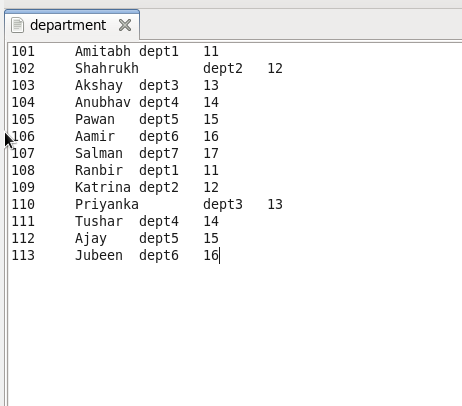 department
101 Amitabh dept1 11
102 Shahrukh dept2 12
103 Akshay dept3 13
104 Anubhav dept4 14
105 Pawan dept5 15
106 Aamir dept6 16
107 Salman dept7 17
108 Ranbir dept1 11
109 Katrina dept2 12
110 Priyanka dept3 13
111 Tushar dept4 14
112 Ajay dept5 15
113 Jubeen dept6 16